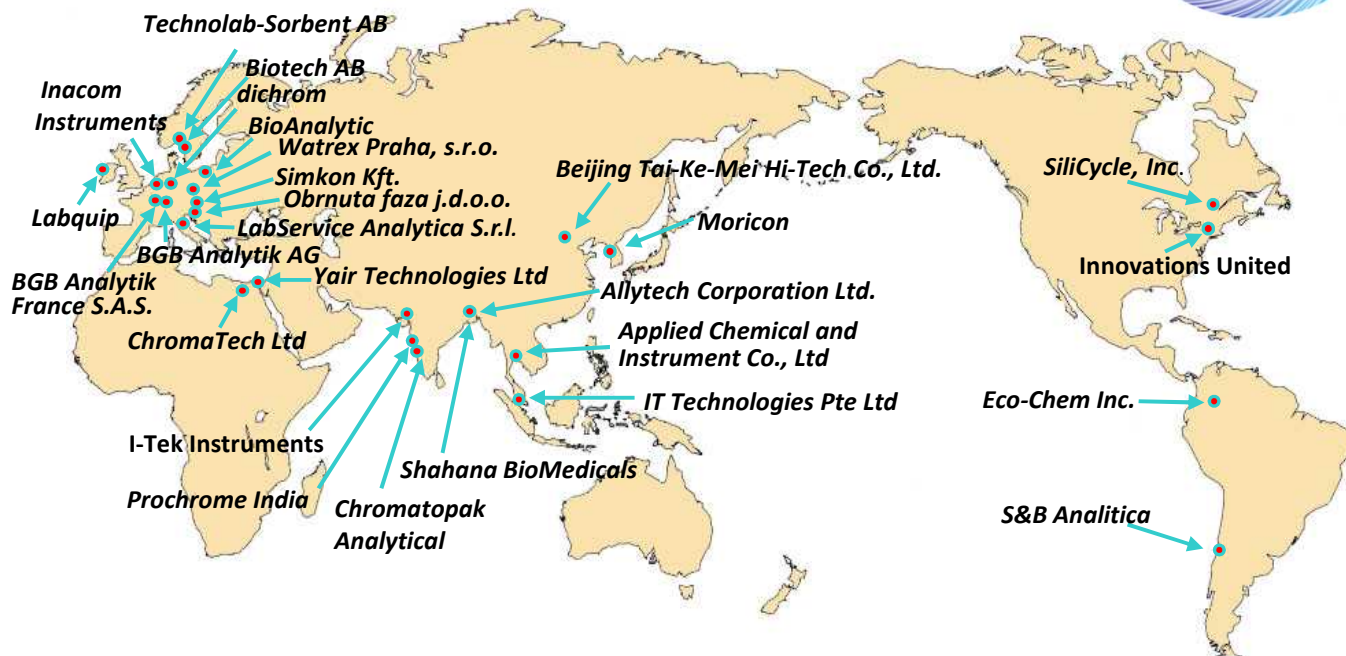 Technolab-Sorbent AB
Biotech AB
dichrom
Inacom
Instruments
BioAnalytic
Watrex Praha, s.r.o.
Simkon Kft.
Obrnuta faza j.d.o.o.
LabService Analytica S.r.l.
Labquip
BGB Analytik AG
BGB Analytik
France S.A.S.
Yair Technologies Ltd
ChromaTech Ltd
Beijing Tai-Ke-Mei Hi-Tech Co., Ltd.
Moricon
Allytech Corporation Ltd.
Applied Chemical and
Instrument Co., Ltd
IT Technologies Pte Ltd
I-Tek Instruments
Shahana BioMedicals
Prochrome India
Chromatopak
Analytical
SiliCycle, Inc.
Innovations United
Eco-Chem Inc.
S&B Analitica